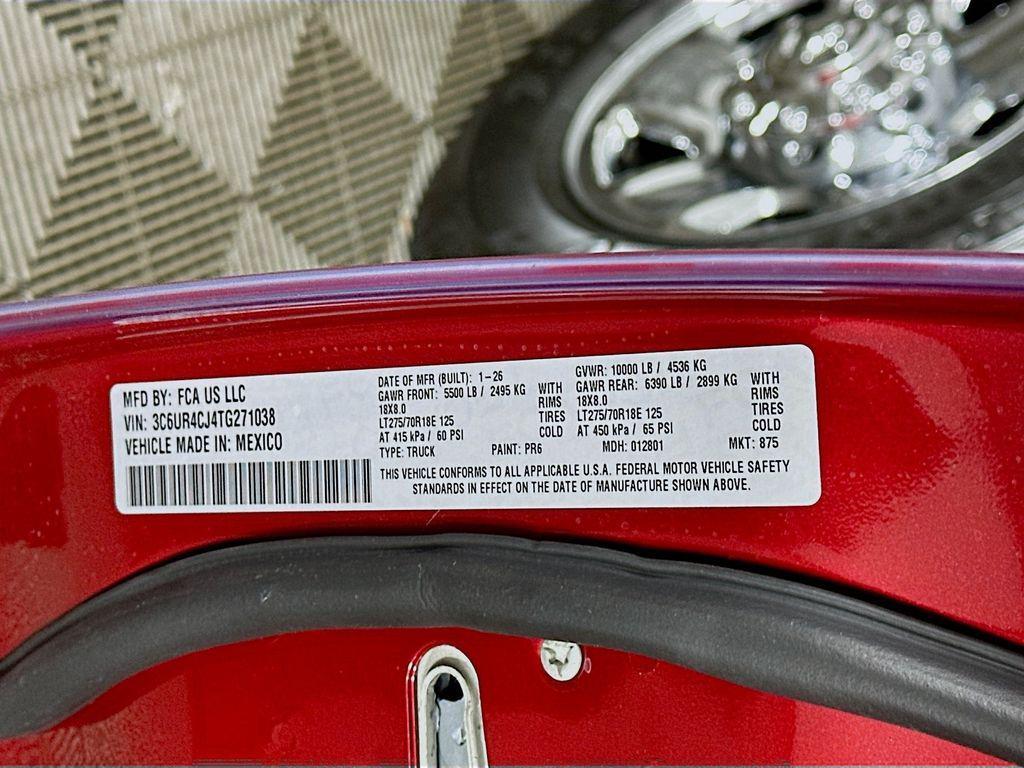 MFD BY: FCA US LLC
VIN: 3C6UR4CJ4TG271038
VEHICLE MADE IN: MEXICO
DATE OF MFR (BUILT): 1-26
GAWR FRONT: 5500 LB / 2495 KG
18X8.0
LT275/70R18E 125
AT 415 kPa / 60 PSI
WITH
RIMS
TIRES
COLD
GVWR: 10000 LB / 4536 KG
GAWR REAR: 6390 LB / 2899 KG
18X8.0
LT275/70R18E 125
AT 450 kPa / 65 PSI
WITH
RIMS
TIRES
COLD
TYPE: TRUCK PAINT: PR6 MDH: 012801 MKT: 875
THIS VEHICLE CONFORMS TO ALL APPLICABLE U.S.A. FEDERAL MOTOR VEHICLE SAFETY
STANDARDS IN EFFECT ON THE DATE OF MANUFACTURE SHOWN ABOVE.